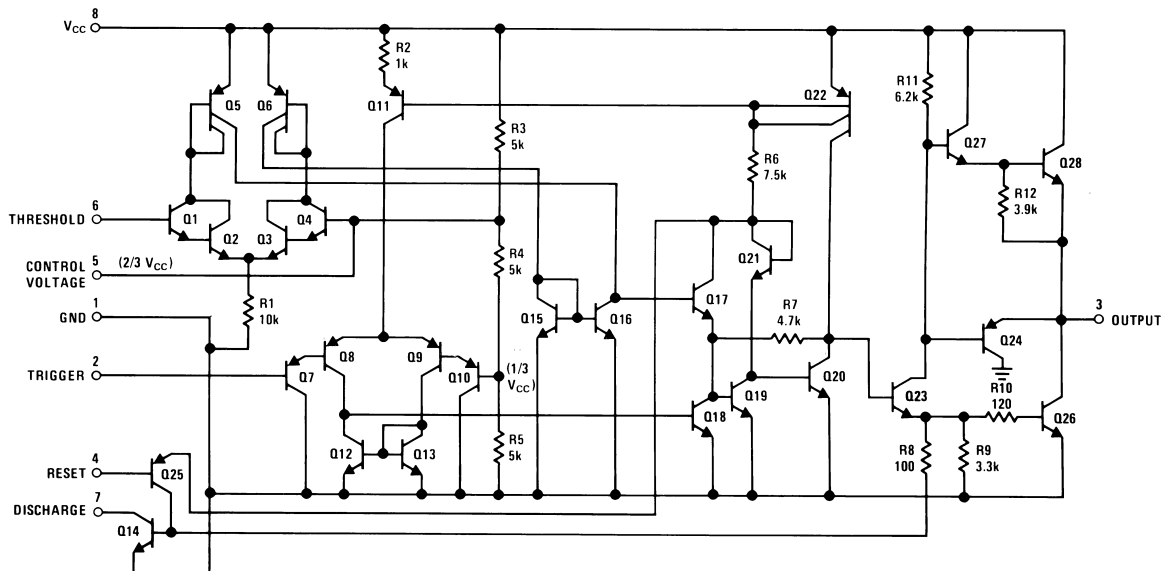 8
VCC
R2
1k
R11
6.2k
Q5
Q6
Q11
Q22
R3
5k
Q27
Q28
R6
7.5k
R12
3.9k
THRESHOLD
6
Q1
Q2
Q3
Q4
CONTROL
VOLTAGE
5
(2/3 VCC)
R4
5k
Q21
GND
1
R1
10k
Q15
Q16
Q17
R7
4.7k
3
OUTPUT
Q24
TRIGGER
2
Q7
Q8
Q9
Q10
(1/3
VCC)
Q18
Q19
Q20
Q23
R10
120
Q26
Q12
Q13
R5
5k
R8
100
R9
3.3k
RESET
4
Q25
DISCHARGE
7
Q14